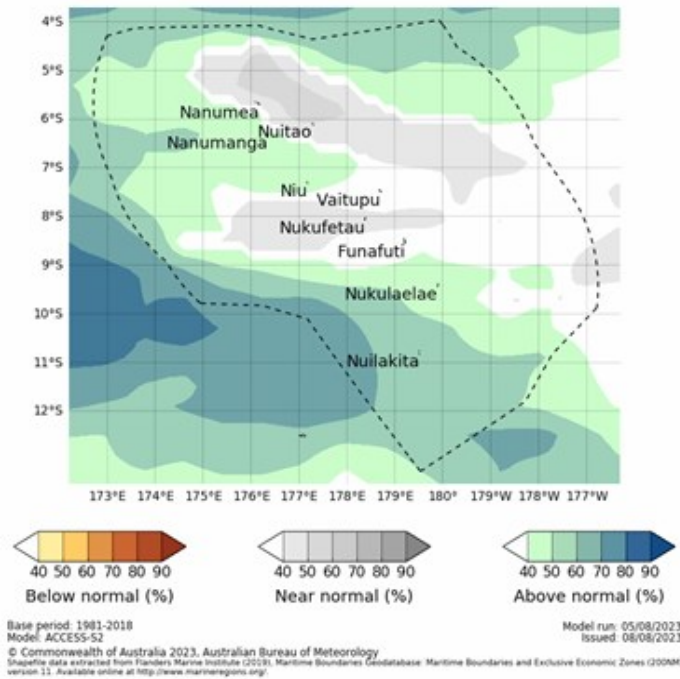 4°S
5°S
6°S
7°S
8°S
9°S
10°S
11°S
12°S
Nanumea
Nuitao
Nanumanga
Niu
Vaitupu
Nukufetau
Funafuti
Nukulaelae
Nuilakita
173°E 174°E 175°E 176°E 177°E 178°E 179°E 180° 179°W 178°W 177°W
40 50 60 70 80 90
Below normal (%)
40 50 60 70 80 90
Near normal (%)
40 50 60 70 80 90
Above normal (%)
Base period: 1981-2018
Model: ACCESS-S2
Model run: 05/08/2023
Issued: 08/08/2023
© Commonwealth of Australia 2023, Australian Bureau of Meteorology
Shapefile data extracted from Flanders Marine Institute (2019), Maritime Boundaries Geodatabase: Maritime Boundaries and Exclusive Economic Zones (200NM),
version 11. Available online at http://www.marineregions.org/.